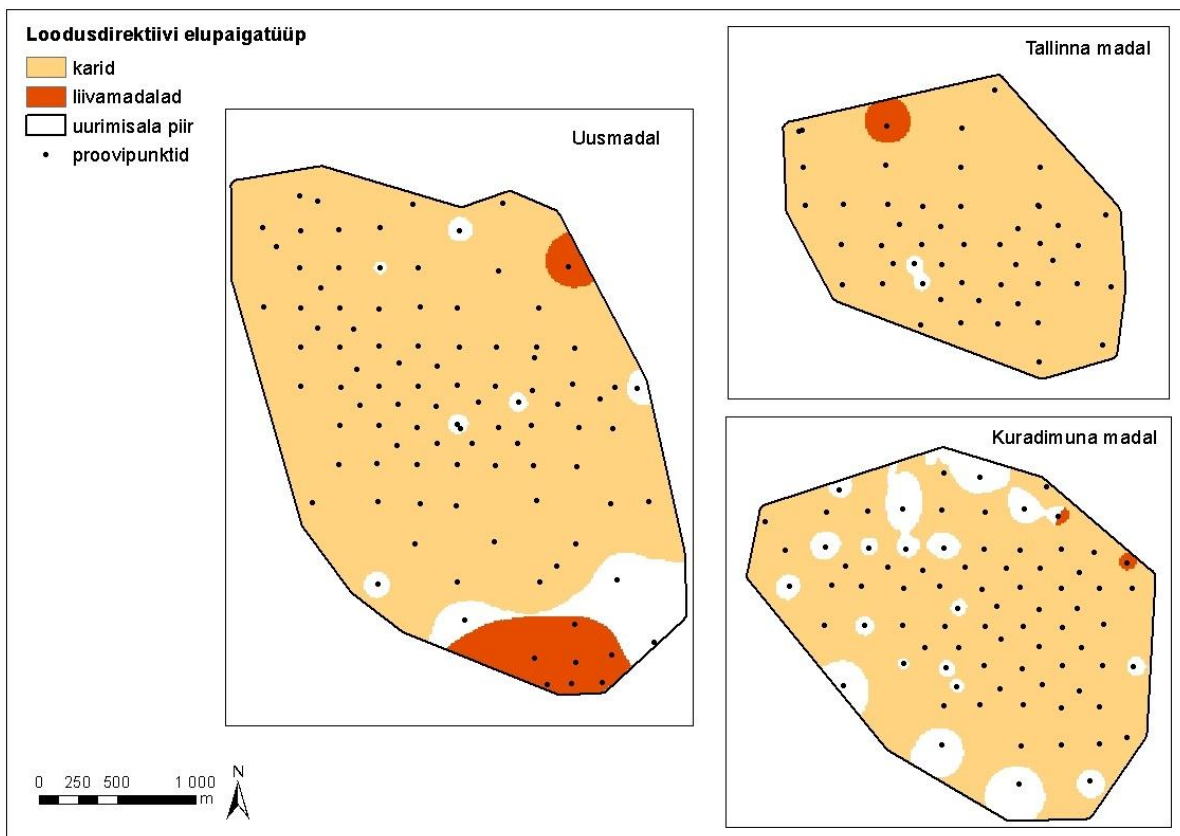 Loodusdirektiivi elupaigatüüp
karid
liivamadalad
uurimisala piir
proovipunktid
Uusmadal
Tallinna madal
Kuradimuna madal
0 250 500 1 000
m
N